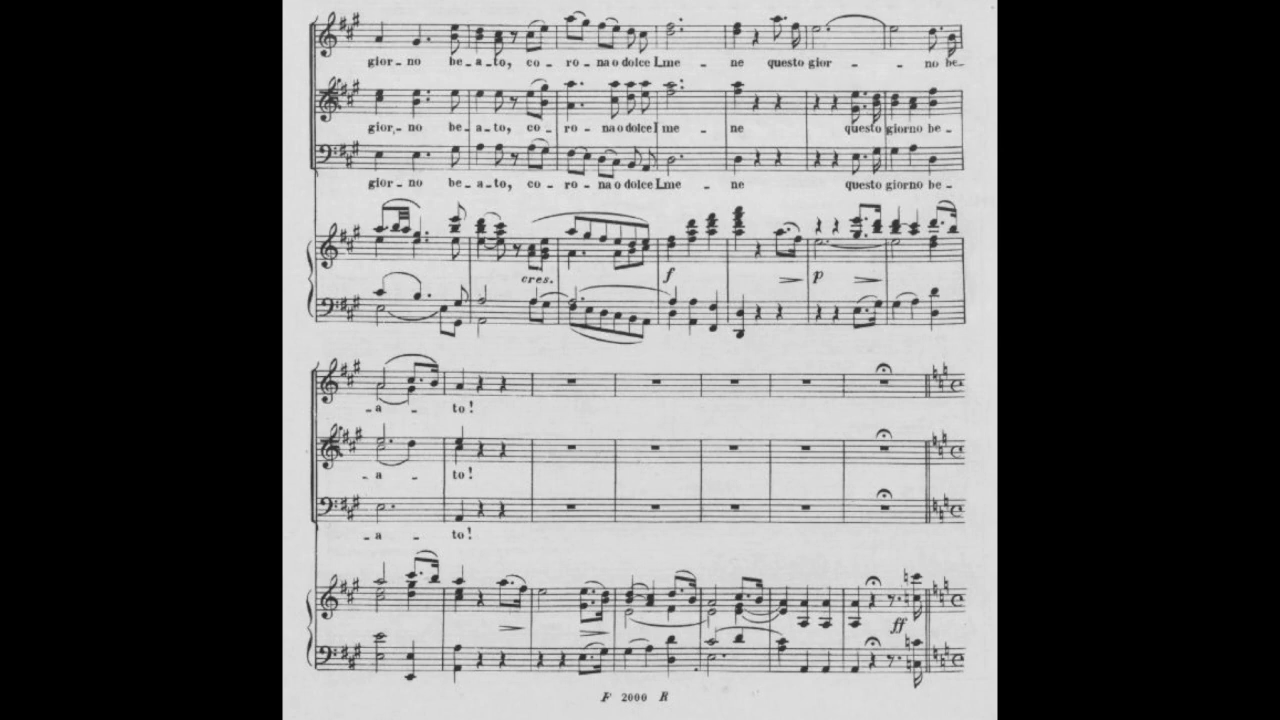 gior - no be - a - to, co - ro - na o dolce I me - ne questo gior - - no be -
gior - no be - a - to, co - ro - na o dolce I me - ne questo giorno be -
gior - no be - a - to, co - ro - na o dolce I me - ne questo giorno be -
cres. f p
- a - to!
- a - to!
- a - to!
ff
F 2000 R